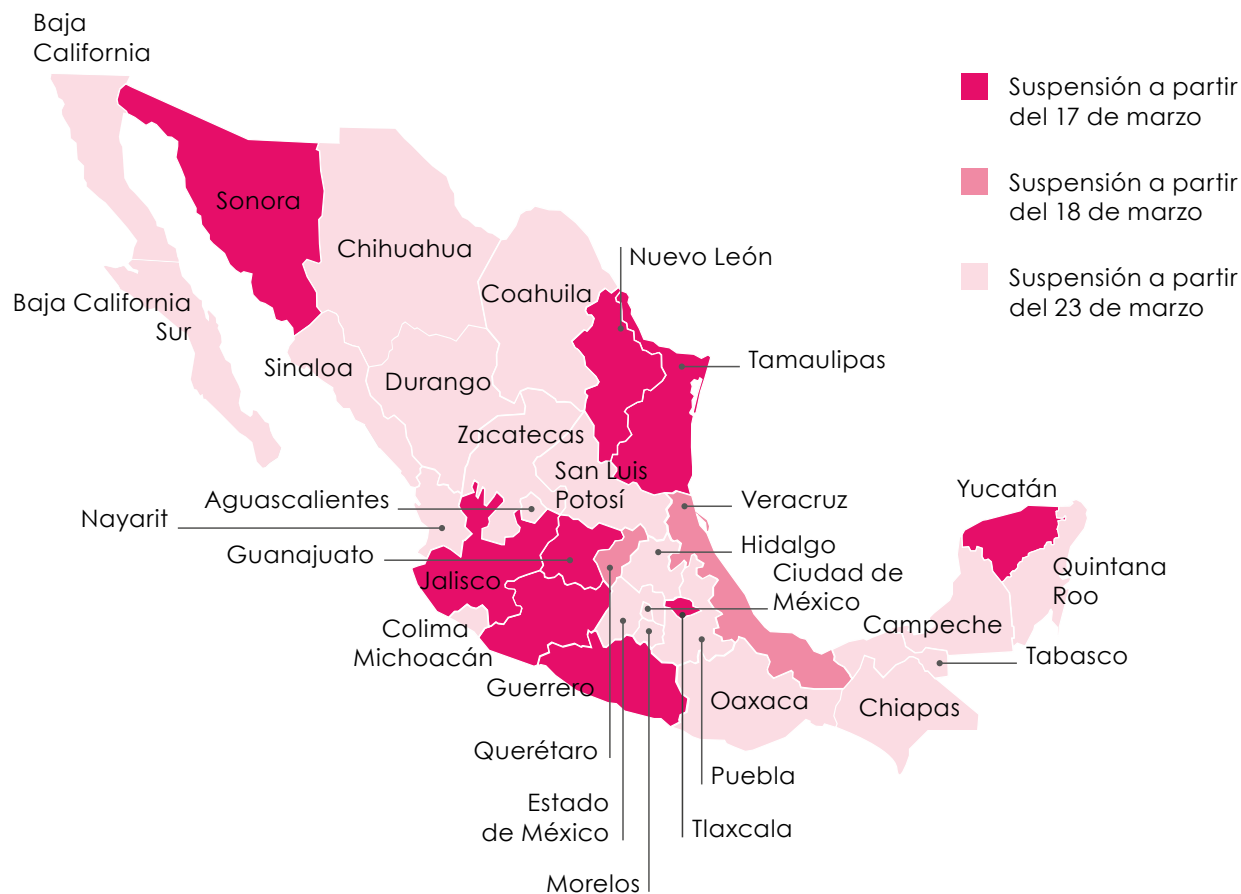 Baja
California
Suspensión a partir
del 17 de marzo
Suspensión a partir
del 18 de marzo
Suspensión a partir
del 23 de marzo
Sonora
Chihuahua
Nuevo León
Coahuila
Baja California
Sur
Sinaloa
Durango
Tamaulipas
Zacatecas
San Luis
Potosí
Aguascalientes
Nayarit
Veracruz
Yucatán
Guanajuato
Hidalgo
Jalisco
Ciudad de
México
Quintana
Roo
Colima
Michoacán
Campeche
Tabasco
Guerrero
Oaxaca
Chiapas
Querétaro
Puebla
Estado
de México
Tlaxcala
Morelos